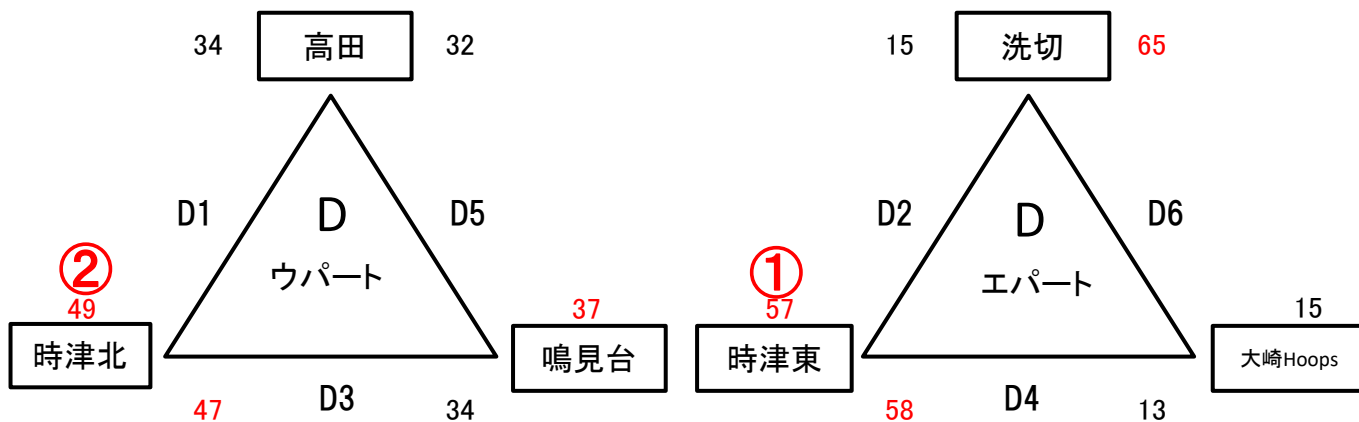 34 高田 32
D1 D5
D
ウパート
②
49
37
時津北
鳴見台
47 D3 34
15 洗切 65
D2 D6
D
エパート
①
57
15
時津東
大崎Hoops
58 D4 13